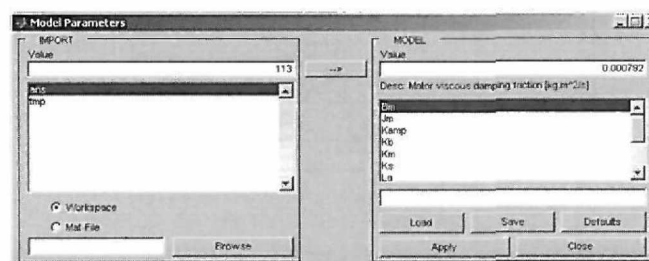 Model Parameters
IMPORT
Value
113
ans
tmp
Workspace
Mat-File
Browse
-->
MODEL
Value
0.000792
Desc: Motor viscous damping friction [kg.m^2/s]
Bm
Jm
Kamp
Kb
Km
Ks
La
Load
Save
Defaults
Apply
Close